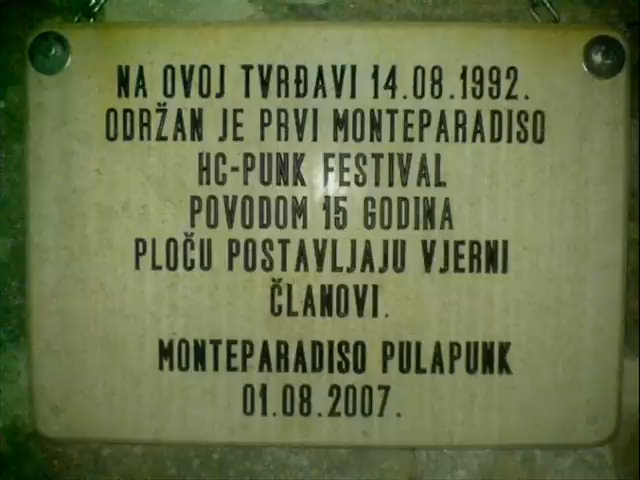 NA OVOJ TVRĐAVI 14.08.1992.
ODRŽAN JE PRVI MONTEPARADISO
HC-PUNK FESTIVAL
POVODOM 15 GODINA
PLOČU POSTAVLJAJU VJERNI
ČLANOVI.
MONTEPARADISO PULAPUNK
01.08.2007.